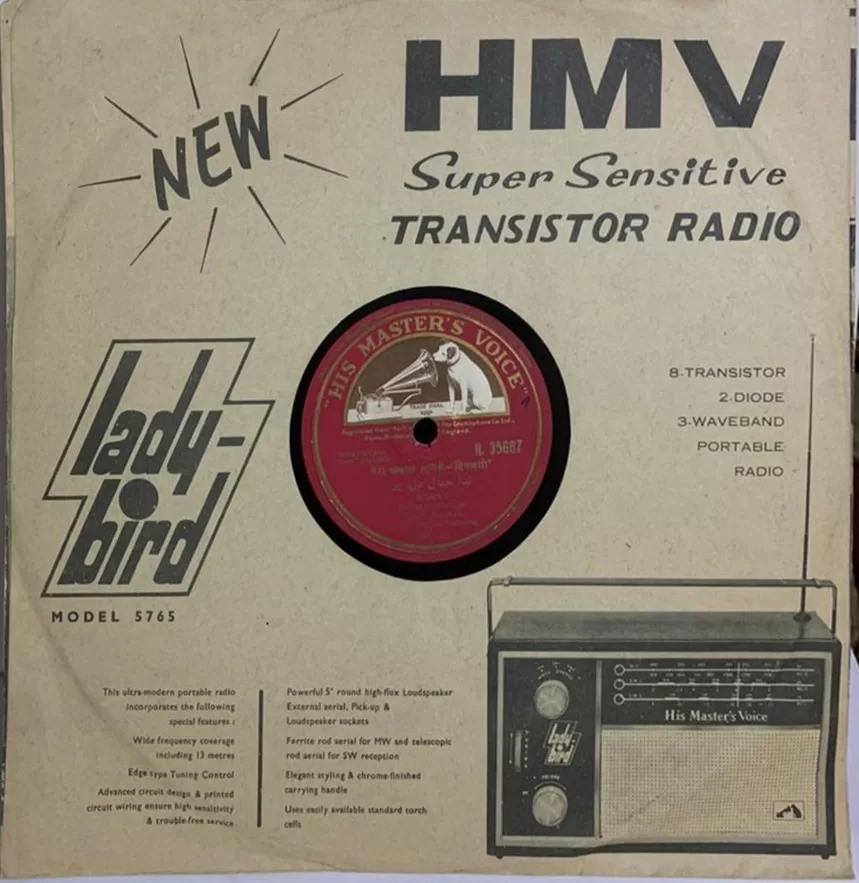 NEW
HMV
Super Sensitive
TRANSISTOR RADIO
"HIS MASTER'S VOICE"
TRADE MARK
N. 35687
lady-
bird
MODEL 5765
8-TRANSISTOR
2-DIODE
3-WAVEBAND
PORTABLE
RADIO
This ultra-modern portable radio
incorporates the following
special features :
Wide frequency coverage
including 13 metres
Edge type Tuning Control
Advanced circuit design & printed
circuit wiring ensure high sensitivity
& trouble-free service
Powerful 5" round high-flux Loudspeaker
External aerial, Pick-up &
Loudspeaker sockets
Ferrite rod aerial for MW and telescopic
rod aerial for SW reception
Elegant styling & chrome-finished
carrying handle
Uses easily available standard torch
cells
His Master's Voice
lady-
bird